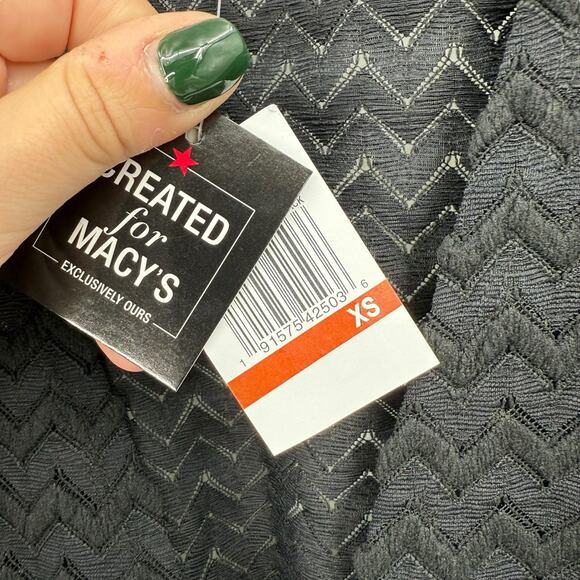 CREATED
for
MACY'S
EXCLUSIVELY OURS
1 91575 42503 6
XS